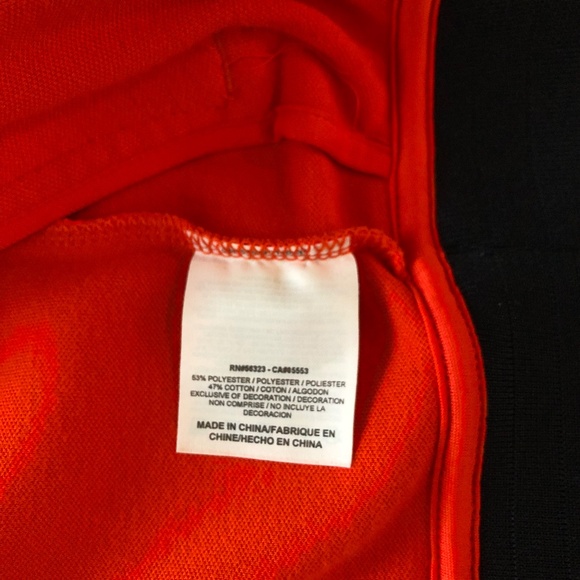 RN#56323 - CA#05553
53% POLYESTER / POLYESTER / POLIESTER
47% COTTON / COTON / ALGODON
EXCLUSIVE OF DECORATION / DECORATION
NON COMPRISE / NO INCLUYE LA
DECORACION
MADE IN CHINA/FABRIQUE EN
CHINE/HECHO EN CHINA